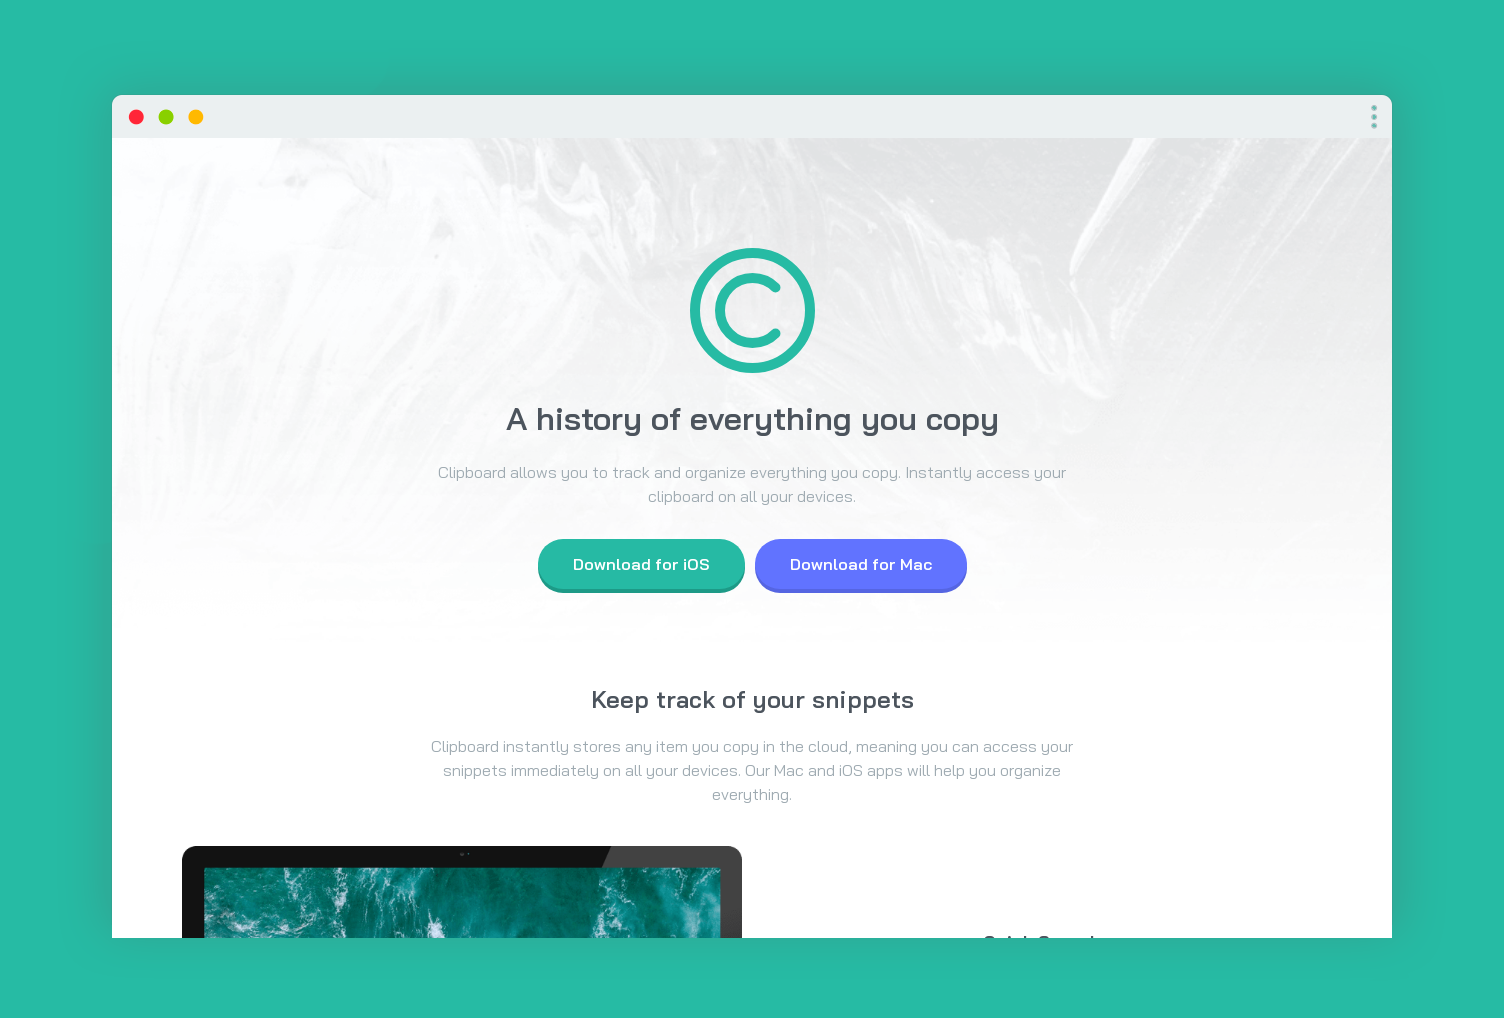 A history of everything you copy
Clipboard allows you to track and organize everything you copy. Instantly access your
clipboard on all your devices.
Download for iOS
Download for Mac
Keep track of your snippets
Clipboard instantly stores any item you copy in the cloud, meaning you can access your
snippets immediately on all your devices. Our Mac and iOS apps will help you organize
everything.